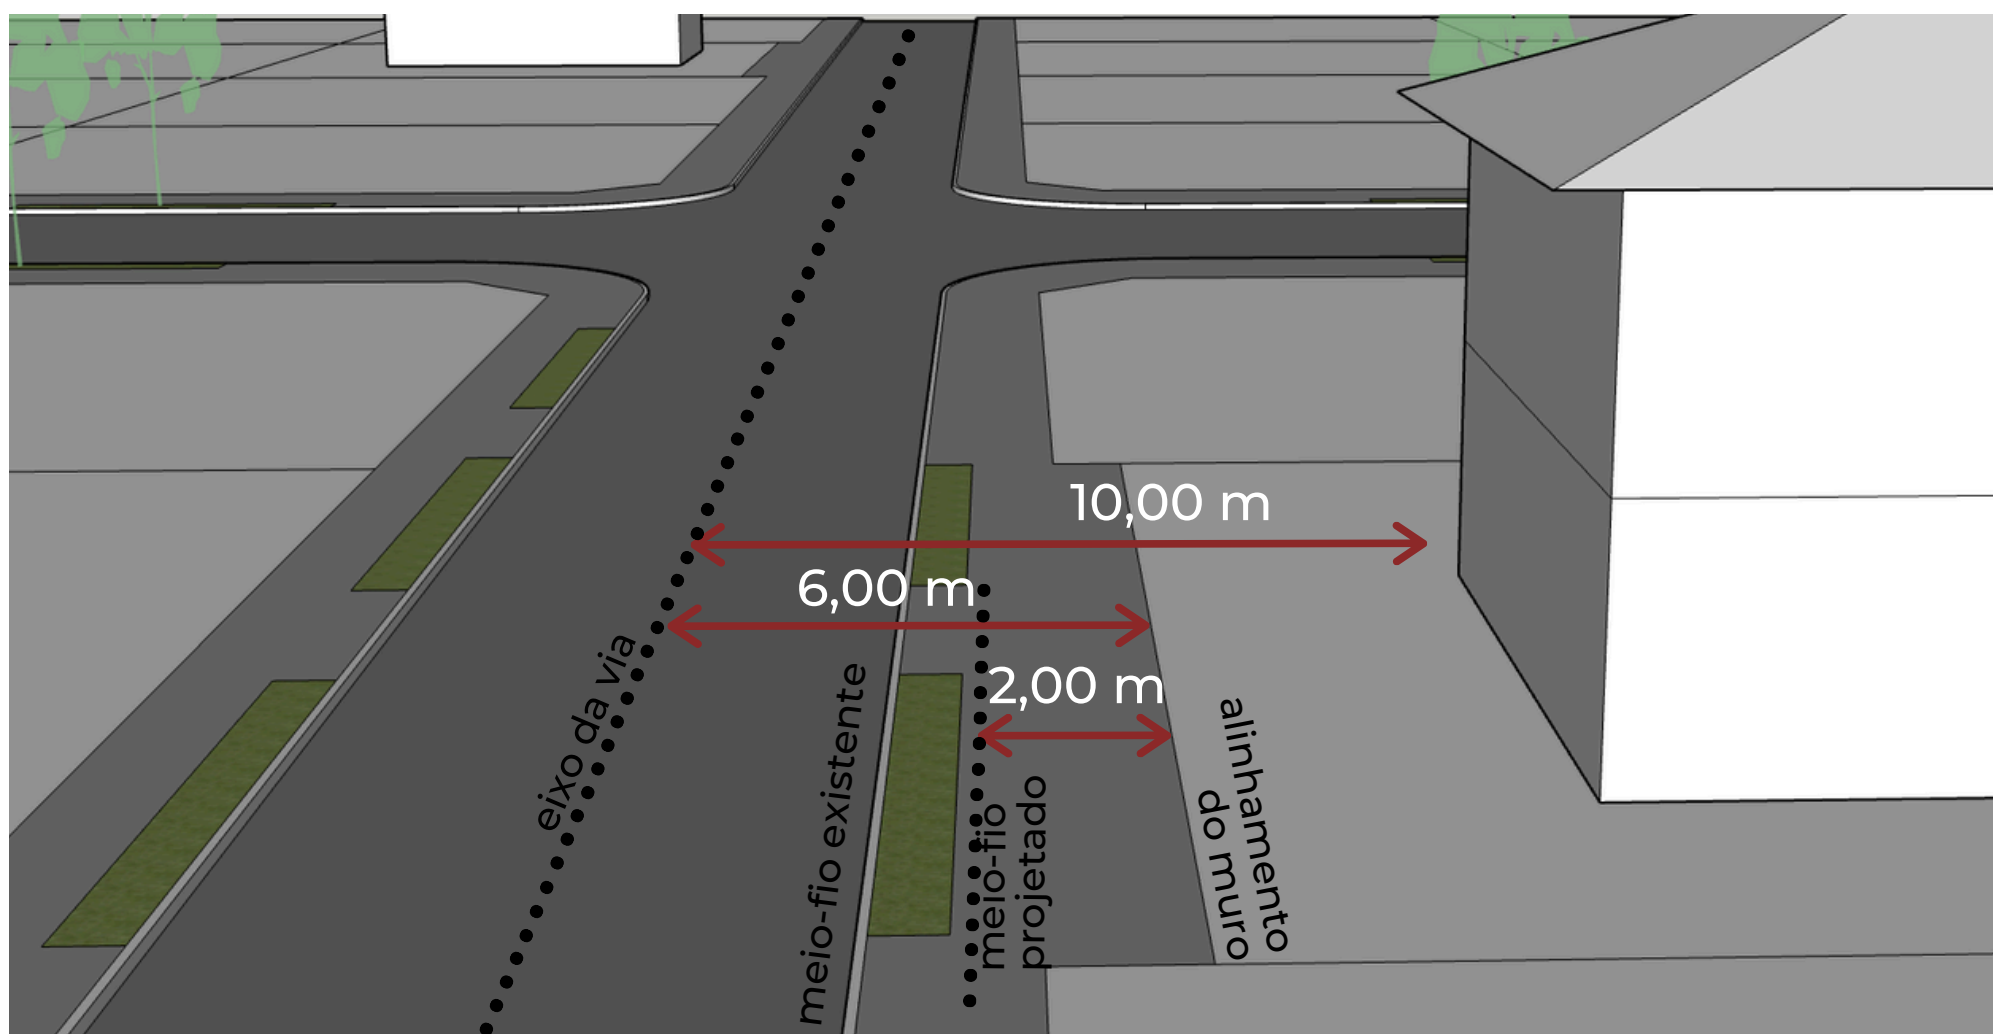 10,00 m
6,00 m
2,00 m
eixo da via
meio-fio existente
meio-fio
projetado
alinhamento
do muro